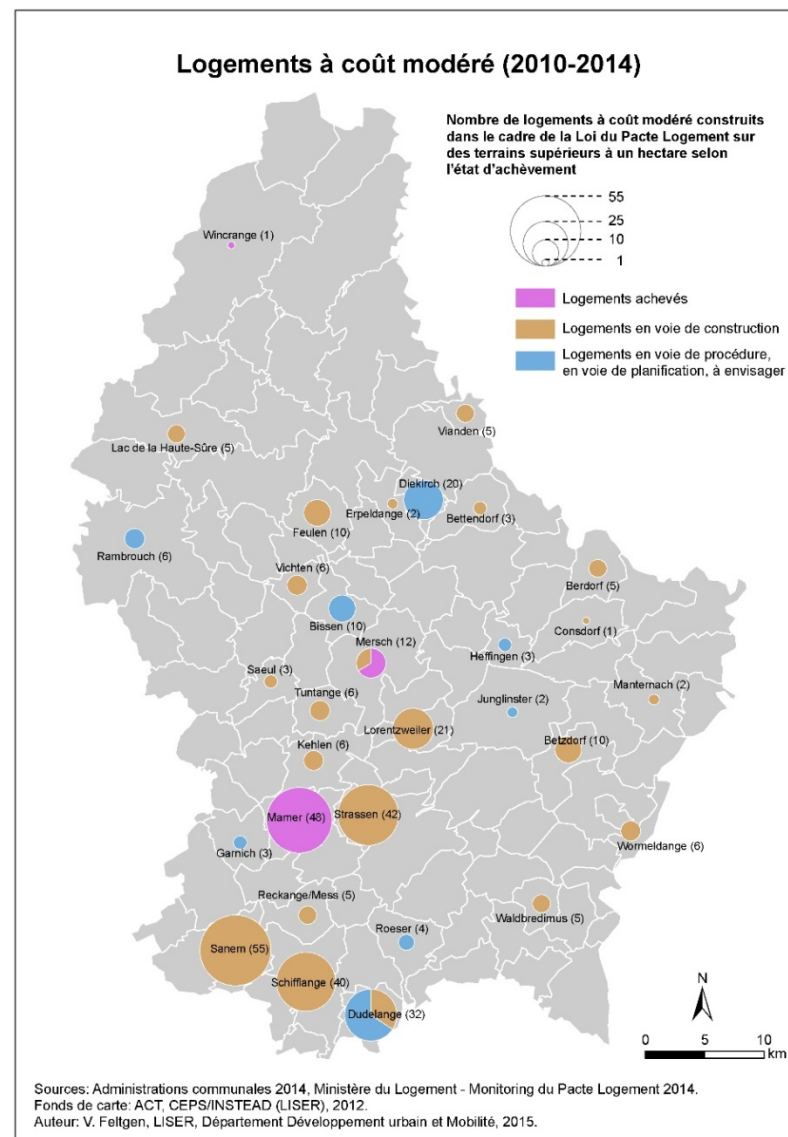 Logements à coût modéré (2010-2014)
Nombre de logements à coût modéré construits
dans le cadre de la Loi du Pacte Logement sur
des terrains supérieurs à un hectare selon
l'état d'achèvement
55
25
10
1
Logements achevés
Logements en voie de construction
Logements en voie de procédure,
en voie de planification, à envisager
Wincrange (1)
Vianden (5)
Lac de la Haute-Sûre (5)
Diekirch (20)
Erpeldange (2)
Bettendorf (3)
Feulen (10)
Rambrouch (6)
Vichten (6)
Berdorf (5)
Bissen (10)
Consdorf (1)
Mersch (12)
Heffingen (3)
Saeul (3)
Manternach (2)
Tuntange (6)
Junglinster (2)
Lorentzweiler (21)
Kehlen (6)
Betzdorf (10)
Mamer (48)
Strassen (42)
Wormeldange (6)
Garnich (3)
Reckange/Mess (5)
Waldbredimus (5)
Roeser (4)
Sanem (55)
Schifflange (40)
Dudelange (32)
N
0 5 10
km
Sources: Administrations communales 2014, Ministère du Logement - Monitoring du Pacte Logement 2014.
Fonds de carte: ACT, CEPS/INSTEAD (LISER), 2012.
Auteur: V. Feltgen, LISER, Département Développement urbain et Mobilité, 2015.